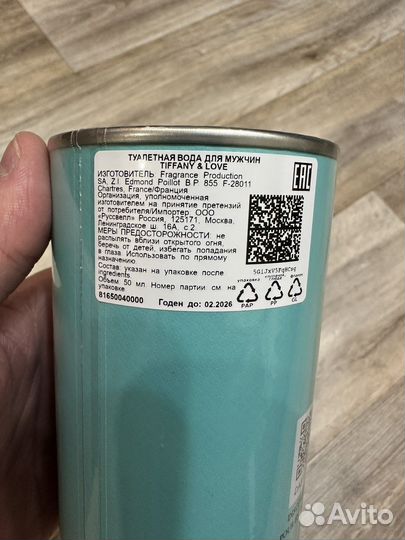 ТУАЛЕТНАЯ ВОДА ДЛЯ МУЖЧИН
TIFFANY & LOVE
ИЗГОТОВИТЕЛЬ: Fragrance Production
SA, Z.I. Edmond Poillot B.P 855 F-28011
Chartres, France/Франция
Организация, уполномоченная
изготовителем на принятие претензий
от потребителя/Импортер: ООО
«Руссвелл» Россия, 125171, Москва,
Ленинградское ш. 16А, с.2.
МЕРЫ ПРЕДОСТОРОЖНОСТИ: не
распылять вблизи открытого огня.
Беречь от детей, избегать попадания
в глаза. Использовать по прямому
назначению.
Состав: указан на упаковке после
ingredients
Объем 50 мл. Номер партии см на
упаковке
81650040000
Годен до: 02.2026
EAC
упаковка
PAP
PP
GL
Avito